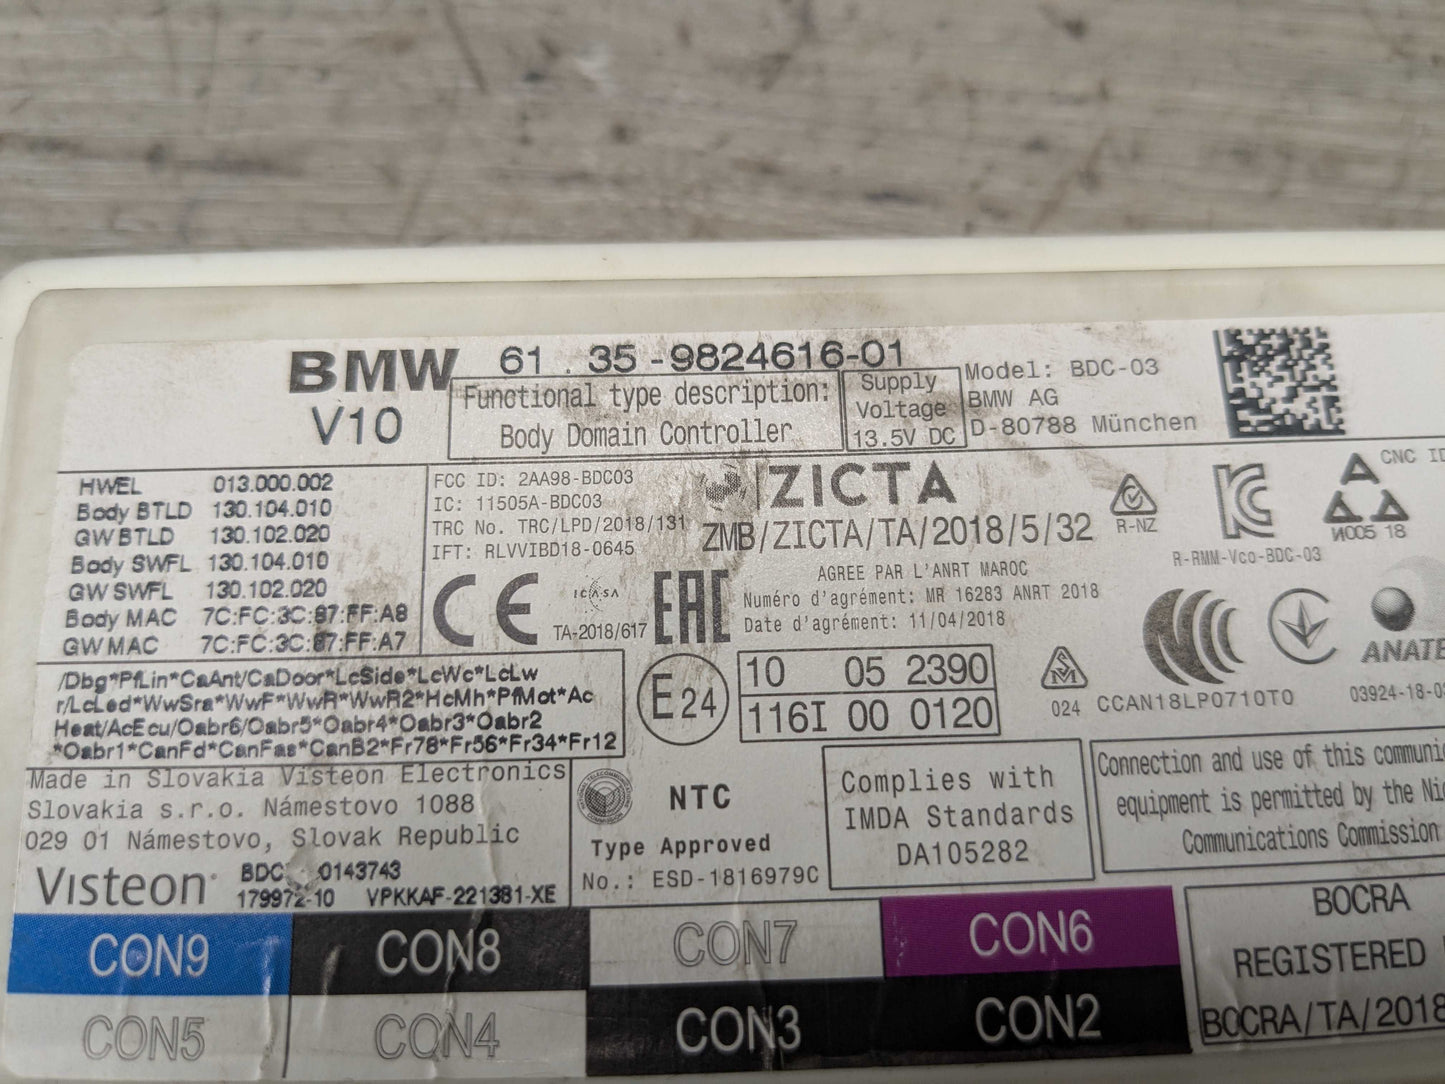 BMW 61.35-9824616-01
V10
Functional type description:
Body Domain Controller
Supply
Voltage
13.5V DC
Model: BDC-03
BMW AG
D-80788 München
HWEL 013.000.002
Body BTLD 130.104.010
GW BTLD 130.102.020
Body SWFL 130.104.010
GW SWFL 130.102.020
Body MAC 7C:FC:3C:87:FF:A8
GW MAC 7C:FC:3C:87:FF:A7
FCC ID: 2AA98-BDC03
IC: 11505A-BDC03
TRC No. TRC/LPD/2018/131
IFT: RLVVIBD18-0645
ZICTA
ZMB/ZICTA/TA/2018/5/32
R-NZ
R-RMM-Vco-BDC-03
CNC ID
И005 18
CE
ICASA
TA-2018/617
EAC
AGREE PAR L'ANRT MAROC
Numéro d'agrément: MR 16283 ANRT 2018
Date d'agrément: 11/04/2018
E24
10 05 2390
116I 00 0120
024
CCAN18LP0710T0
ANATE
03924-18-0
/Dbg*PfLin*CaAnt/CaDoor*LcSide*LcWc*LcLw
r/LcLed*WwSra*WwF*WwR*WwR2*HcMh*PfMot*Ac
Heat/AcEcu/Oabr6/Oabr5*Oabr4*Oabr3*Oabr2
*Oabr1*CanFd*CanFas*CanB2*Fr78*Fr56*Fr34*Fr12
Made in Slovakia Visteon Electronics
Slovakia s.r.o. Námestovo 1088
029 01 Námestovo, Slovak Republic
Visteon
BDC 0143743
179972-10 VPKKAF-221381-XE
NTC
Type Approved
No.: ESD-1816979C
Complies with
IMDA Standards
DA105282
Connection and use of this communi
equipment is permitted by the Ni
Communications Commission
CON9 CON8 CON7 CON6
CON5 CON4 CON3 CON2
BOCRA
REGISTERED
BOCRA/TA/2018